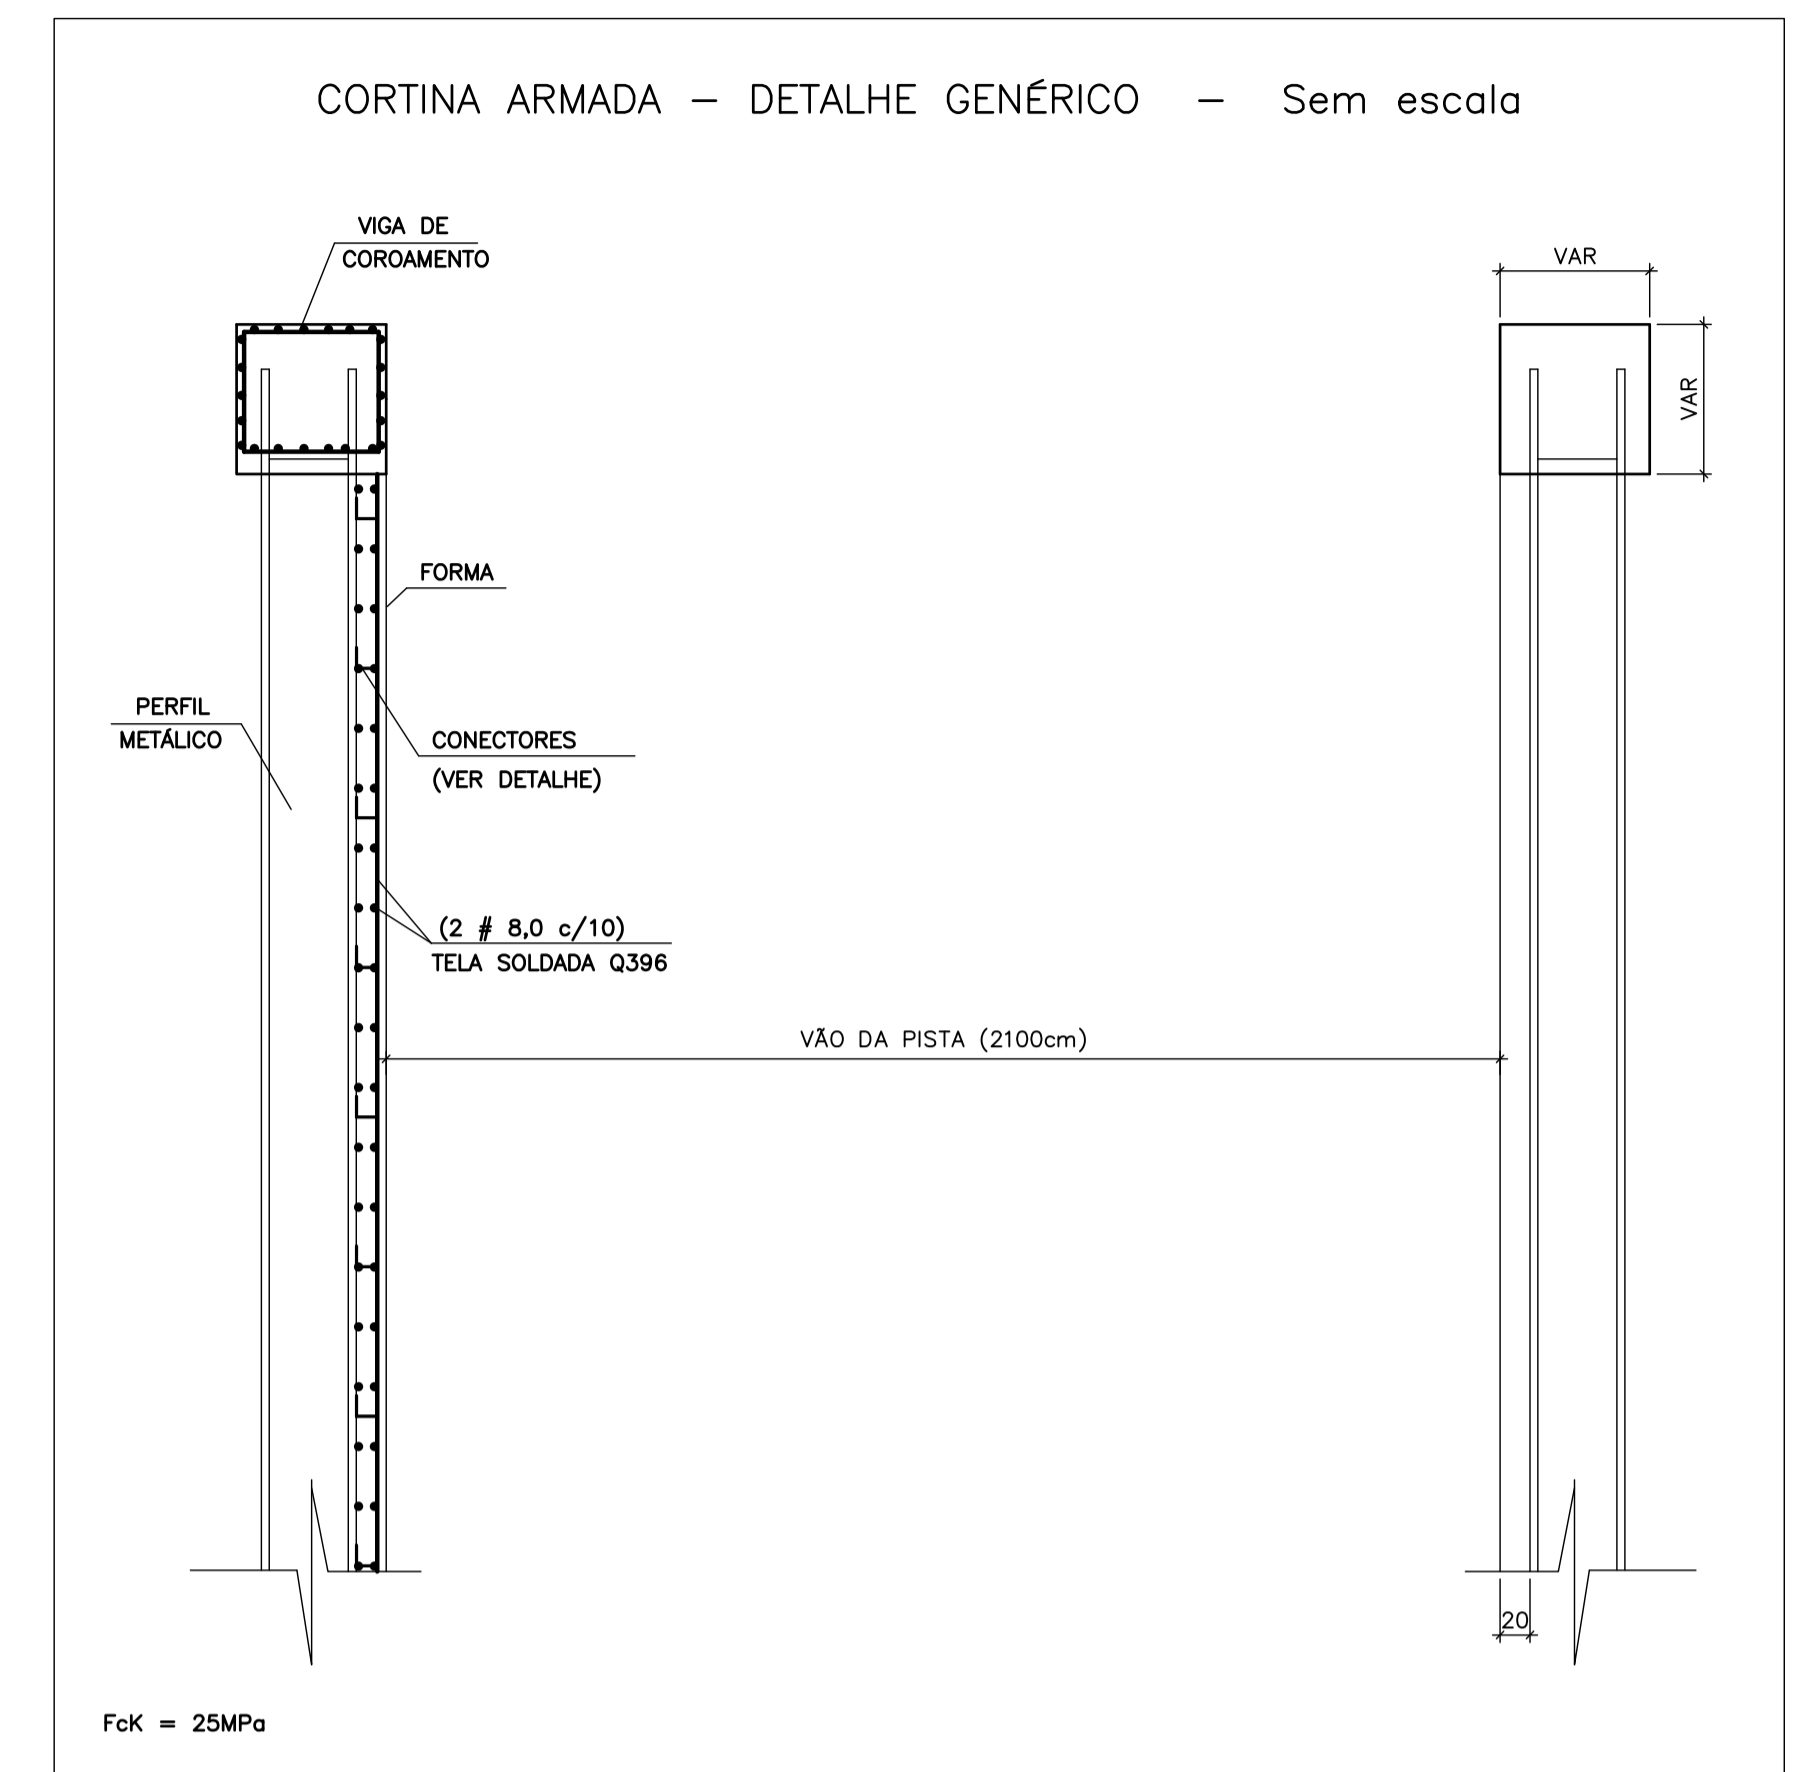 CORTINA ARMADA – DETALHE GENÉRICO – Sem escala
VIGA DE
COROAMENTO
VAR
VAR
FORMA
PERFIL
METÁLICO
CONECTORES
(VER DETALHE)
(2 # 8,0 c/10)
TELA SOLDADA Q396
VÃO DA PISTA (2100cm)
20
FcK = 25MPa